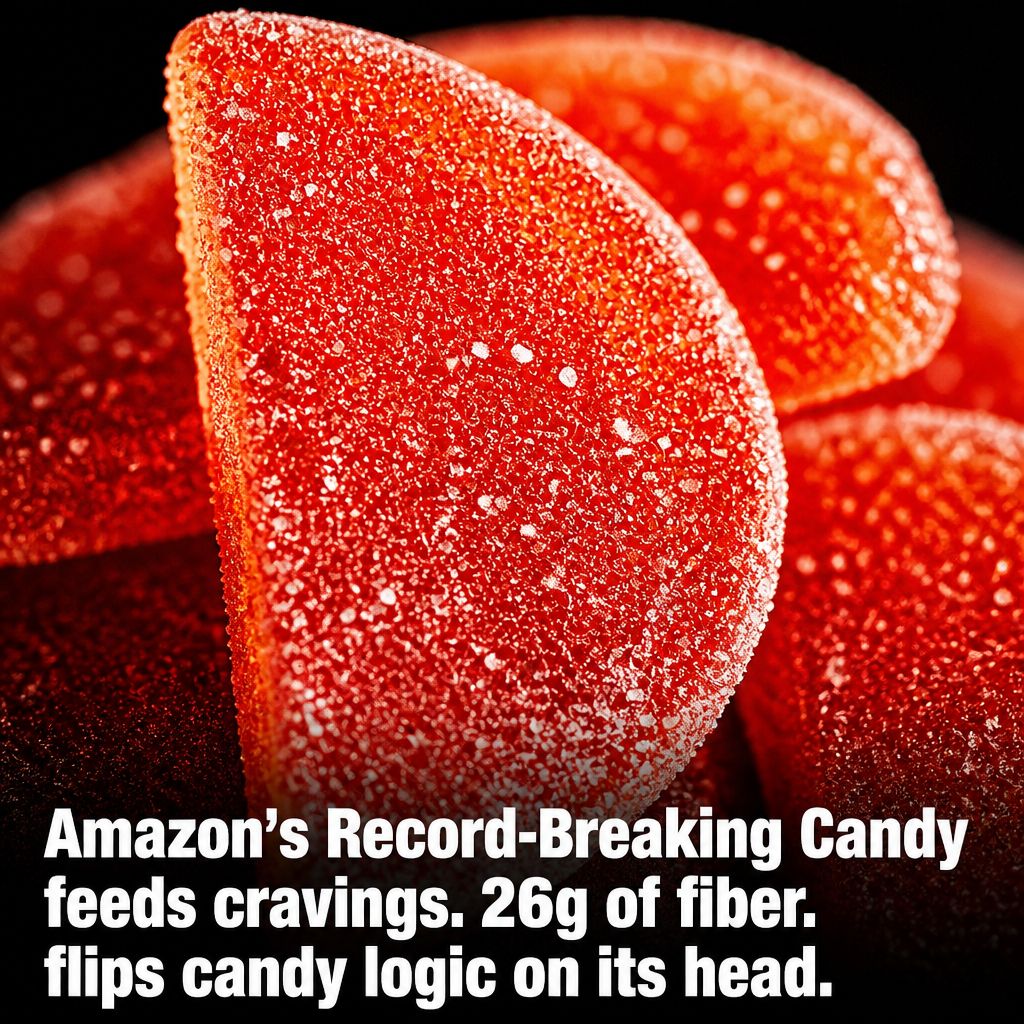 Amazon’s Record-Breaking Candy
feeds cravings. 26g of fiber.
flips candy logic on its head.